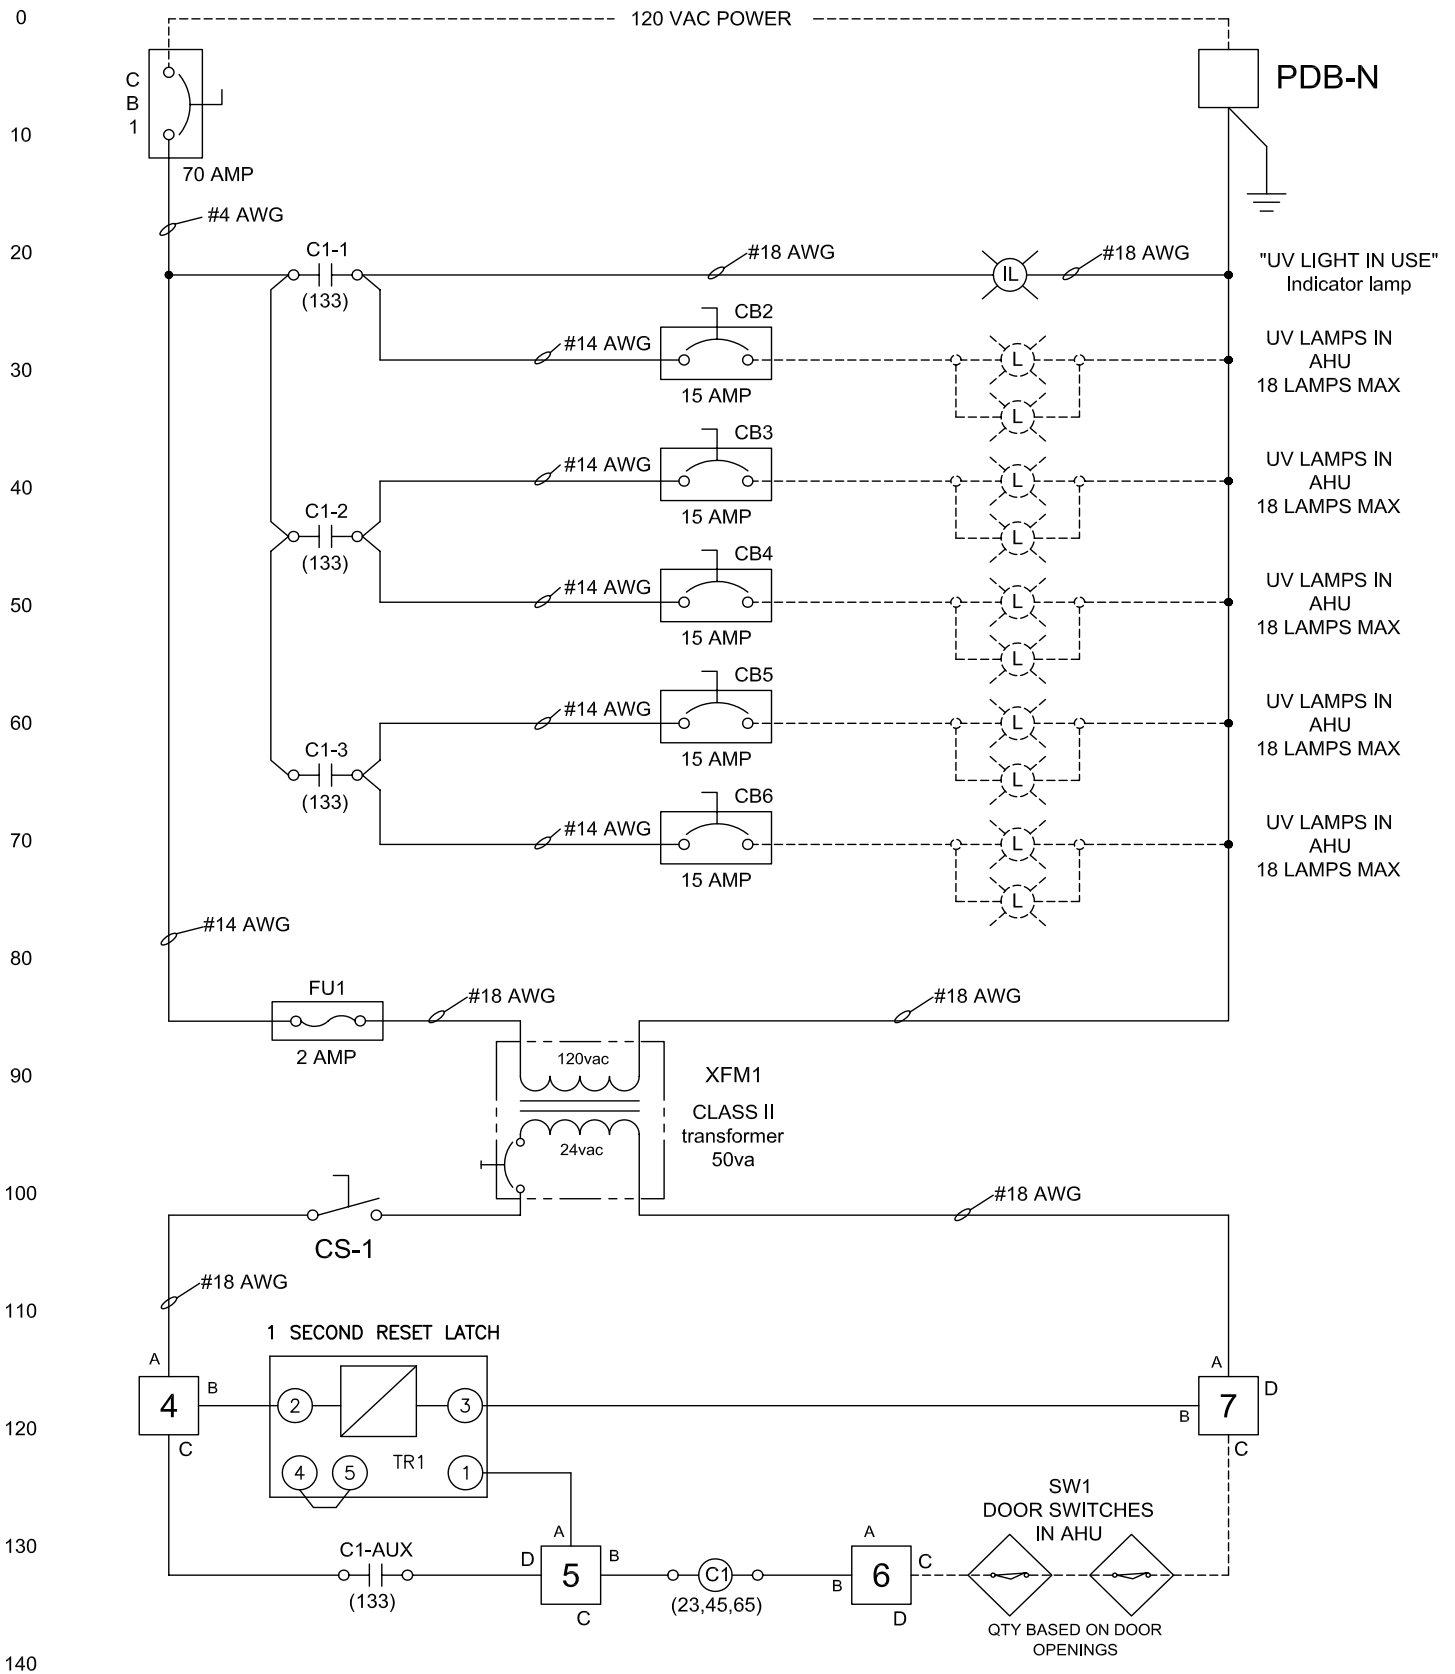 0
120 VAC POWER
C
B
1
PDB-N
10
70 AMP
#4 AWG
20
C1-1
(133)
#18 AWG
IL
#18 AWG
"UV LIGHT IN USE"
Indicator lamp
30
#14 AWG
CB2
15 AMP
L
L
UV LAMPS IN
AHU
18 LAMPS MAX
40
#14 AWG
CB3
15 AMP
L
L
UV LAMPS IN
AHU
18 LAMPS MAX
C1-2
(133)
50
#14 AWG
CB4
15 AMP
L
L
UV LAMPS IN
AHU
18 LAMPS MAX
60
#14 AWG
CB5
15 AMP
L
L
UV LAMPS IN
AHU
18 LAMPS MAX
C1-3
(133)
70
#14 AWG
CB6
15 AMP
L
L
UV LAMPS IN
AHU
18 LAMPS MAX
#14 AWG
80
FU1
2 AMP
#18 AWG
#18 AWG
90
120vac
24vac
XFM1
CLASS II
transformer
50va
100
CS-1
#18 AWG
#18 AWG
110
1 SECOND RESET LATCH
A
4
B
C
2
3
4
5
TR1
1
A
7
B
D
C
120
SW1
DOOR SWITCHES
IN AHU
130
C1-AUX
(133)
A
D
5
B
C
C1
(23,45,65)
A
B
6
C
D
QTY BASED ON DOOR
OPENINGS
140